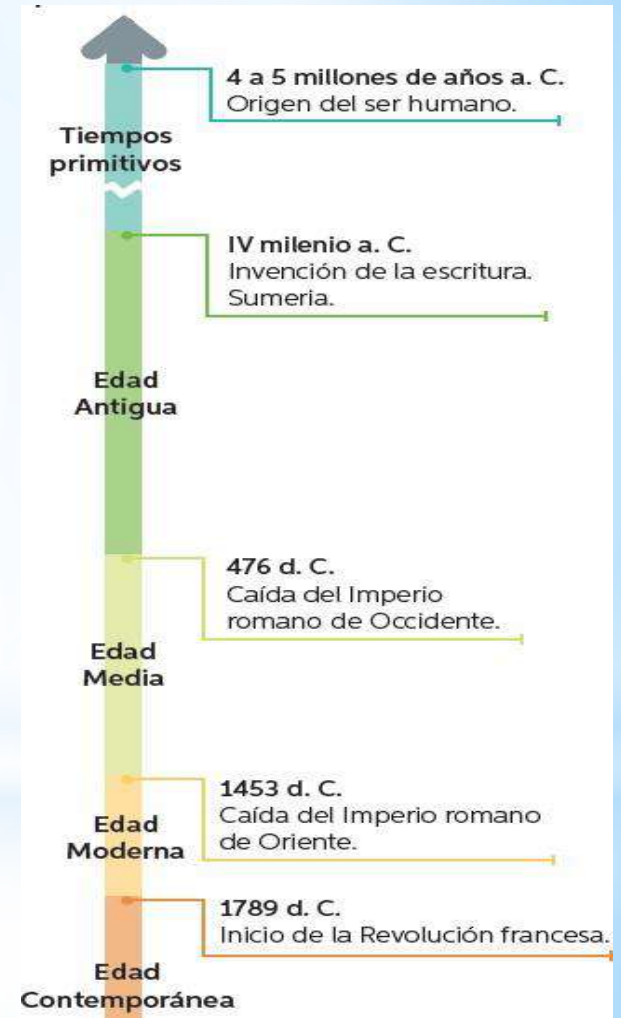 4 a 5 millones de años a. C.
Origen del ser humano.
Tiempos
primitivos
IV milenio a. C.
Invención de la escritura.
Sumeria.
Edad
Antigua
476 d. C.
Caída del Imperio
romano de Occidente.
Edad
Media
1453 d. C.
Caída del Imperio romano
de Oriente.
Edad
Moderna
1789 d. C.
Inicio de la Revolución francesa.
Edad
Contemporánea